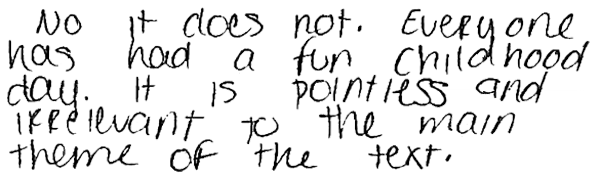 No it does not. Everyone
has had a fun childhood
day. It is pointless and
irrelevant to the main
theme of the text.